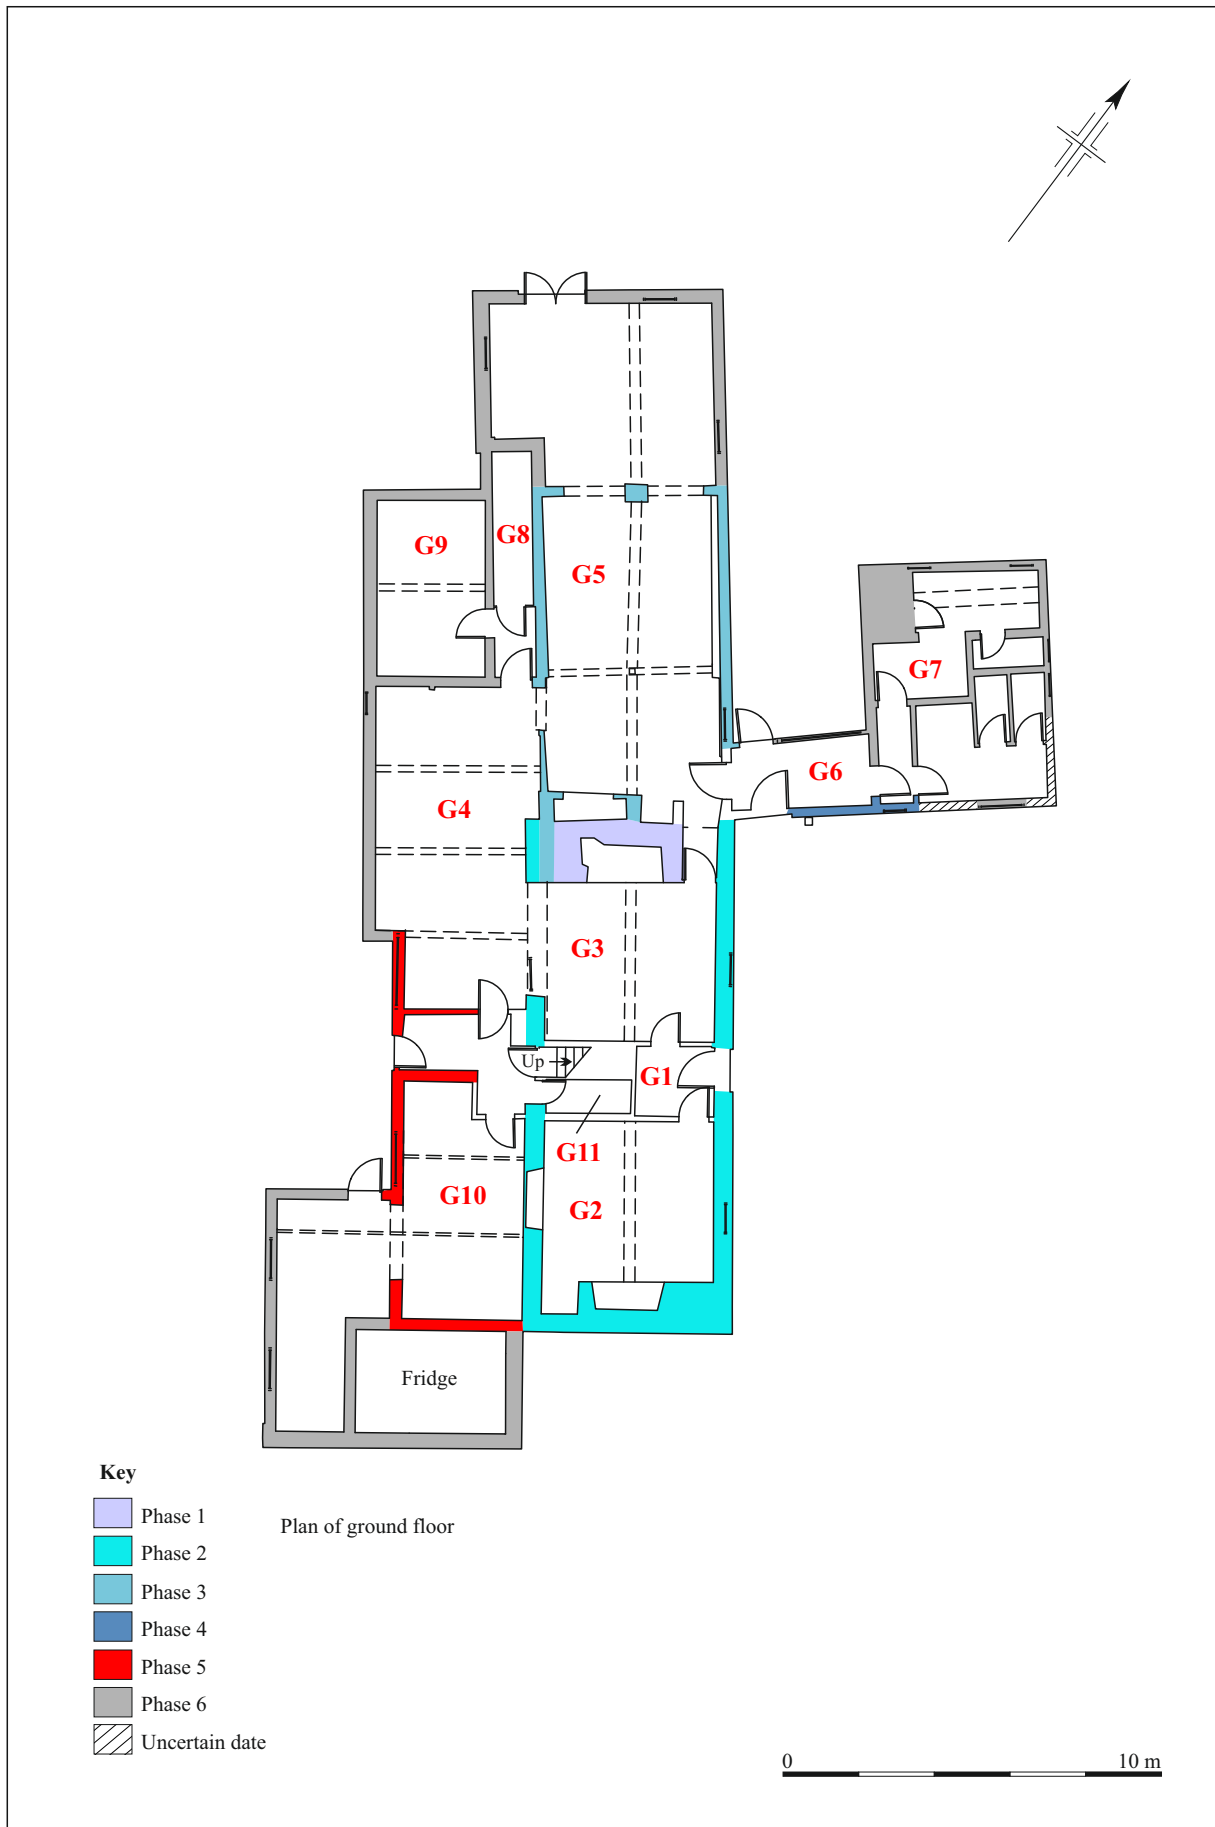 G8
G9
G5
G7
G6
G4
G3
Up
G1
G11
G10
G2
Fridge
Key
Phase 1
Plan of ground floor
Phase 2
Phase 3
Phase 4
Phase 5
Phase 6
Uncertain date
0 10 m